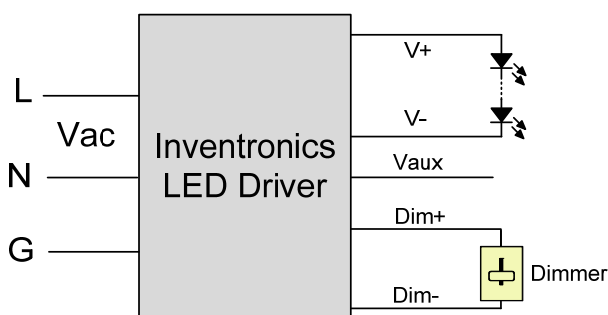 L
Vac
N
G
Inventronics
LED Driver
V+
V-
Vaux
Dim+
Dim-
Dimmer